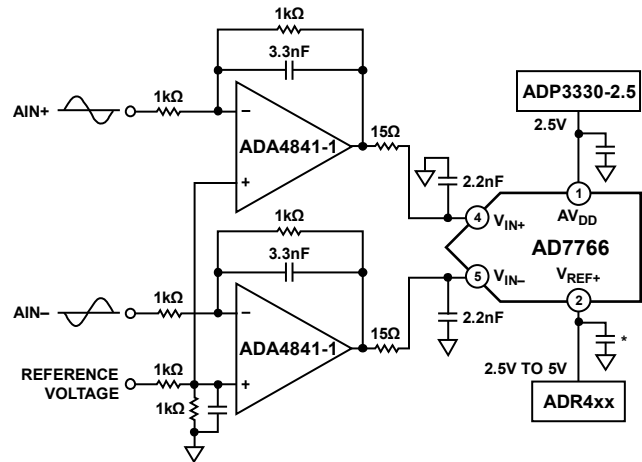 1kΩ
3.3nF
AIN+
1kΩ
−
ADA4841-1
+
15Ω
2.2nF
ADP3330-2.5
2.5V
1
AVDD
4
VIN+
AD7766
1kΩ
3.3nF
5
VIN−
VREF+
2
AIN−
1kΩ
−
ADA4841-1
+
15Ω
2.2nF
*
2.5V TO 5V
ADR4xx
REFERENCE
VOLTAGE
1kΩ
1kΩ